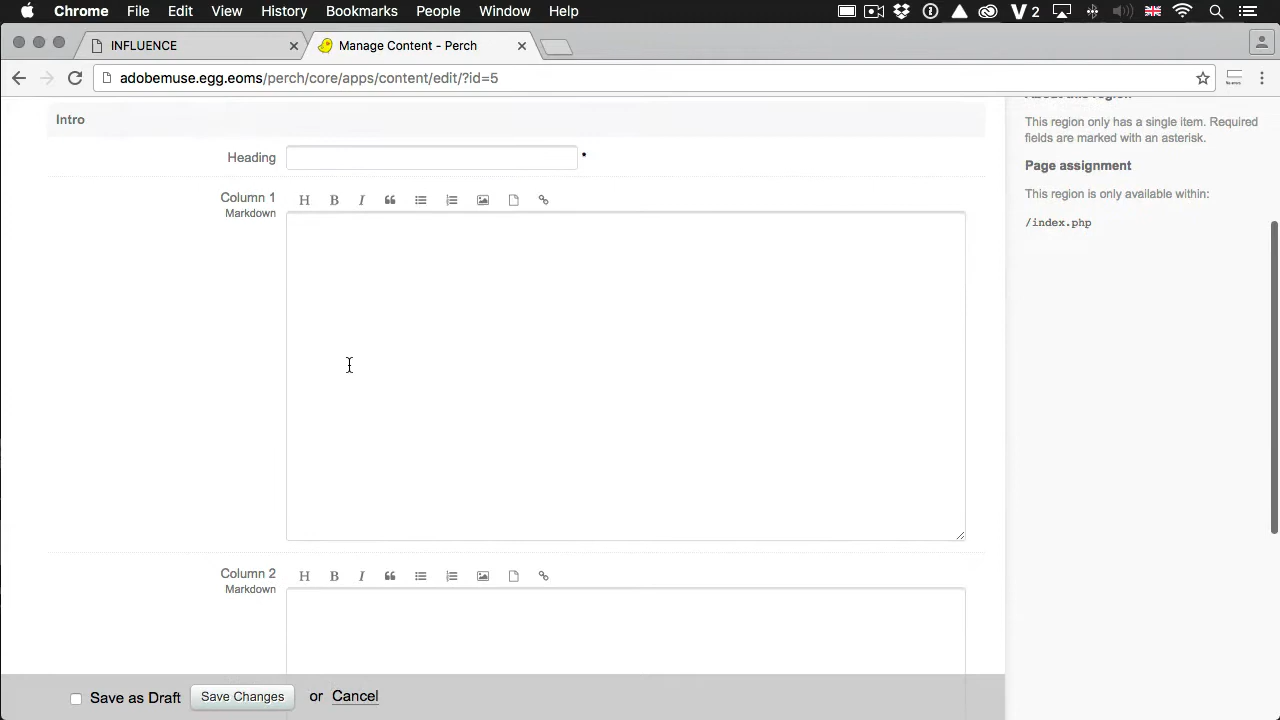 Chrome File Edit View History Bookmarks People Window Help
2
INFLUENCE
Manage Content - Perch
adobemuse.egg.eoms/perch/core/apps/content/edit/?id=5
About this region
Intro
This region only has a single item. Required
fields are marked with an asterisk.
Heading *
Page assignment
Column 1
Markdown
H B I
This region is only available within:
/index.php
Column 2
Markdown
H B I
Save as Draft Save Changes or Cancel